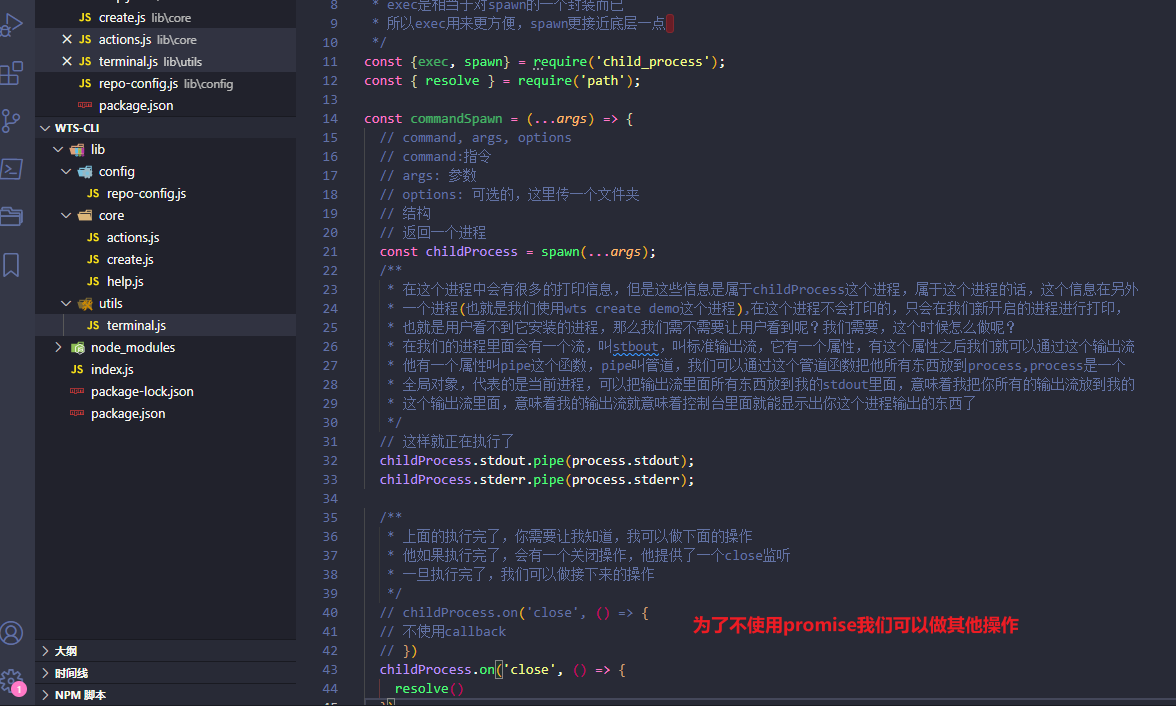 create.js lib\core
actions.js lib\core
terminal.js lib\utils
repo-config.js lib\config
package.json
WTS-CLI
lib
config
repo-config.js
core
actions.js
create.js
help.js
utils
terminal.js
node_modules
index.js
package-lock.json
package.json
大纲
时间线
NPM 脚本
1
8 * exec是相当于对spawn的一个封装而已
9 * 所以exec用来更方便，spawn更接近底层一点
10 */
11 const {exec, spawn} = require('child_process');
12 const { resolve } = require('path');
13
14 const commandSpawn = (...args) => {
15 // command, args, options
16 // command:指令
17 // args: 参数
18 // options: 可选的，这里传一个文件夹
19 // 结构
20 // 返回一个进程
21 const childProcess = spawn(...args);
22 /**
23 * 在这个进程中会有很多的打印信息，但是这些信息是属于childProcess这个进程，属于这个进程的话，这个信息在另外
24 * 一个进程(也就是我们使用wts create demo这个进程),在这个进程不会打印的，只会在我们新开启的进程进行打印，
25 * 也就是用户看不到它安装的进程，那么我们需不需要让用户看到呢？我们需要，这个时候怎么做呢？
26 * 在我们的进程里面会有一个流，叫stbout，叫标准输出流，它有一个属性，有这个属性之后我们就可以通过这个输出流
27 * 他有一个属性叫pipe这个函数，pipe叫管道，我们可以通过这个管道函数把他所有东西放到process,process是一个
28 * 全局对象，代表的是当前进程，可以把输出流里面所有东西放到我的stdout里面，意味着我把你所有的输出流放到我的
29 * 这个输出流里面，意味着我的输出流就意味着控制台里面就能显示出你这个进程输出的东西了
30 */
31 // 这样就正在执行了
32 childProcess.stdout.pipe(process.stdout);
33 childProcess.stderr.pipe(process.stderr);
34
35 /**
36 * 上面的执行完了，你需要让我知道，我可以做下面的操作
37 * 他如果执行完了，会有一个关闭操作，他提供了一个close监听
38 * 一旦执行完了，我们可以做接下来的操作
39 */
40 // childProcess.on('close', () => {
41 // 不使用callback
为了不使用promise我们可以做其他操作
42 // })
43 childProcess.on('close', () => {
44 resolve()